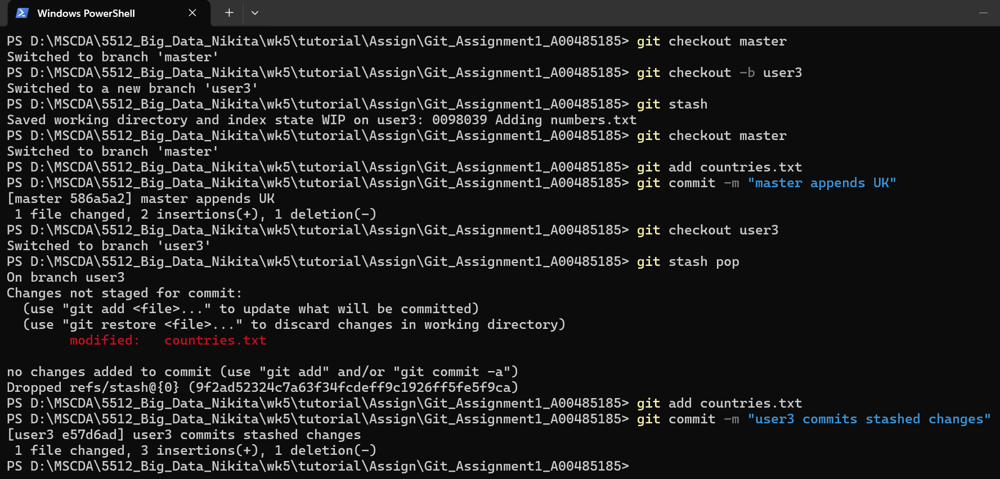 Windows PowerShell
PS D:\MSCDA\5512_Big_Data_Nikita\wk5\tutorial\Assign\Git_Assignment1_A00485185> git checkout master
Switched to branch 'master'
PS D:\MSCDA\5512_Big_Data_Nikita\wk5\tutorial\Assign\Git_Assignment1_A00485185> git checkout -b user3
Switched to a new branch 'user3'
PS D:\MSCDA\5512_Big_Data_Nikita\wk5\tutorial\Assign\Git_Assignment1_A00485185> git stash
Saved working directory and index state WIP on user3: 0098039 Adding numbers.txt
PS D:\MSCDA\5512_Big_Data_Nikita\wk5\tutorial\Assign\Git_Assignment1_A00485185> git checkout master
Switched to branch 'master'
PS D:\MSCDA\5512_Big_Data_Nikita\wk5\tutorial\Assign\Git_Assignment1_A00485185> git add countries.txt
PS D:\MSCDA\5512_Big_Data_Nikita\wk5\tutorial\Assign\Git_Assignment1_A00485185> git commit -m "master appends UK"
[master 586a5a2] master appends UK
 1 file changed, 2 insertions(+), 1 deletion(-)
PS D:\MSCDA\5512_Big_Data_Nikita\wk5\tutorial\Assign\Git_Assignment1_A00485185> git checkout user3
Switched to branch 'user3'
PS D:\MSCDA\5512_Big_Data_Nikita\wk5\tutorial\Assign\Git_Assignment1_A00485185> git stash pop
On branch user3
Changes not staged for commit:
  (use "git add <file>..." to update what will be committed)
  (use "git restore <file>..." to discard changes in working directory)
        modified:   countries.txt
no changes added to commit (use "git add" and/or "git commit -a")
Dropped refs/stash@{0} (9f2ad52324c7a63f34fcdeff9c1926ff5fe5f9ca)
PS D:\MSCDA\5512_Big_Data_Nikita\wk5\tutorial\Assign\Git_Assignment1_A00485185> git add countries.txt
PS D:\MSCDA\5512_Big_Data_Nikita\wk5\tutorial\Assign\Git_Assignment1_A00485185> git commit -m "user3 commits stashed changes"
[user3 e57d6ad] user3 commits stashed changes
 1 file changed, 3 insertions(+), 1 deletion(-)
PS D:\MSCDA\5512_Big_Data_Nikita\wk5\tutorial\Assign\Git_Assignment1_A00485185>